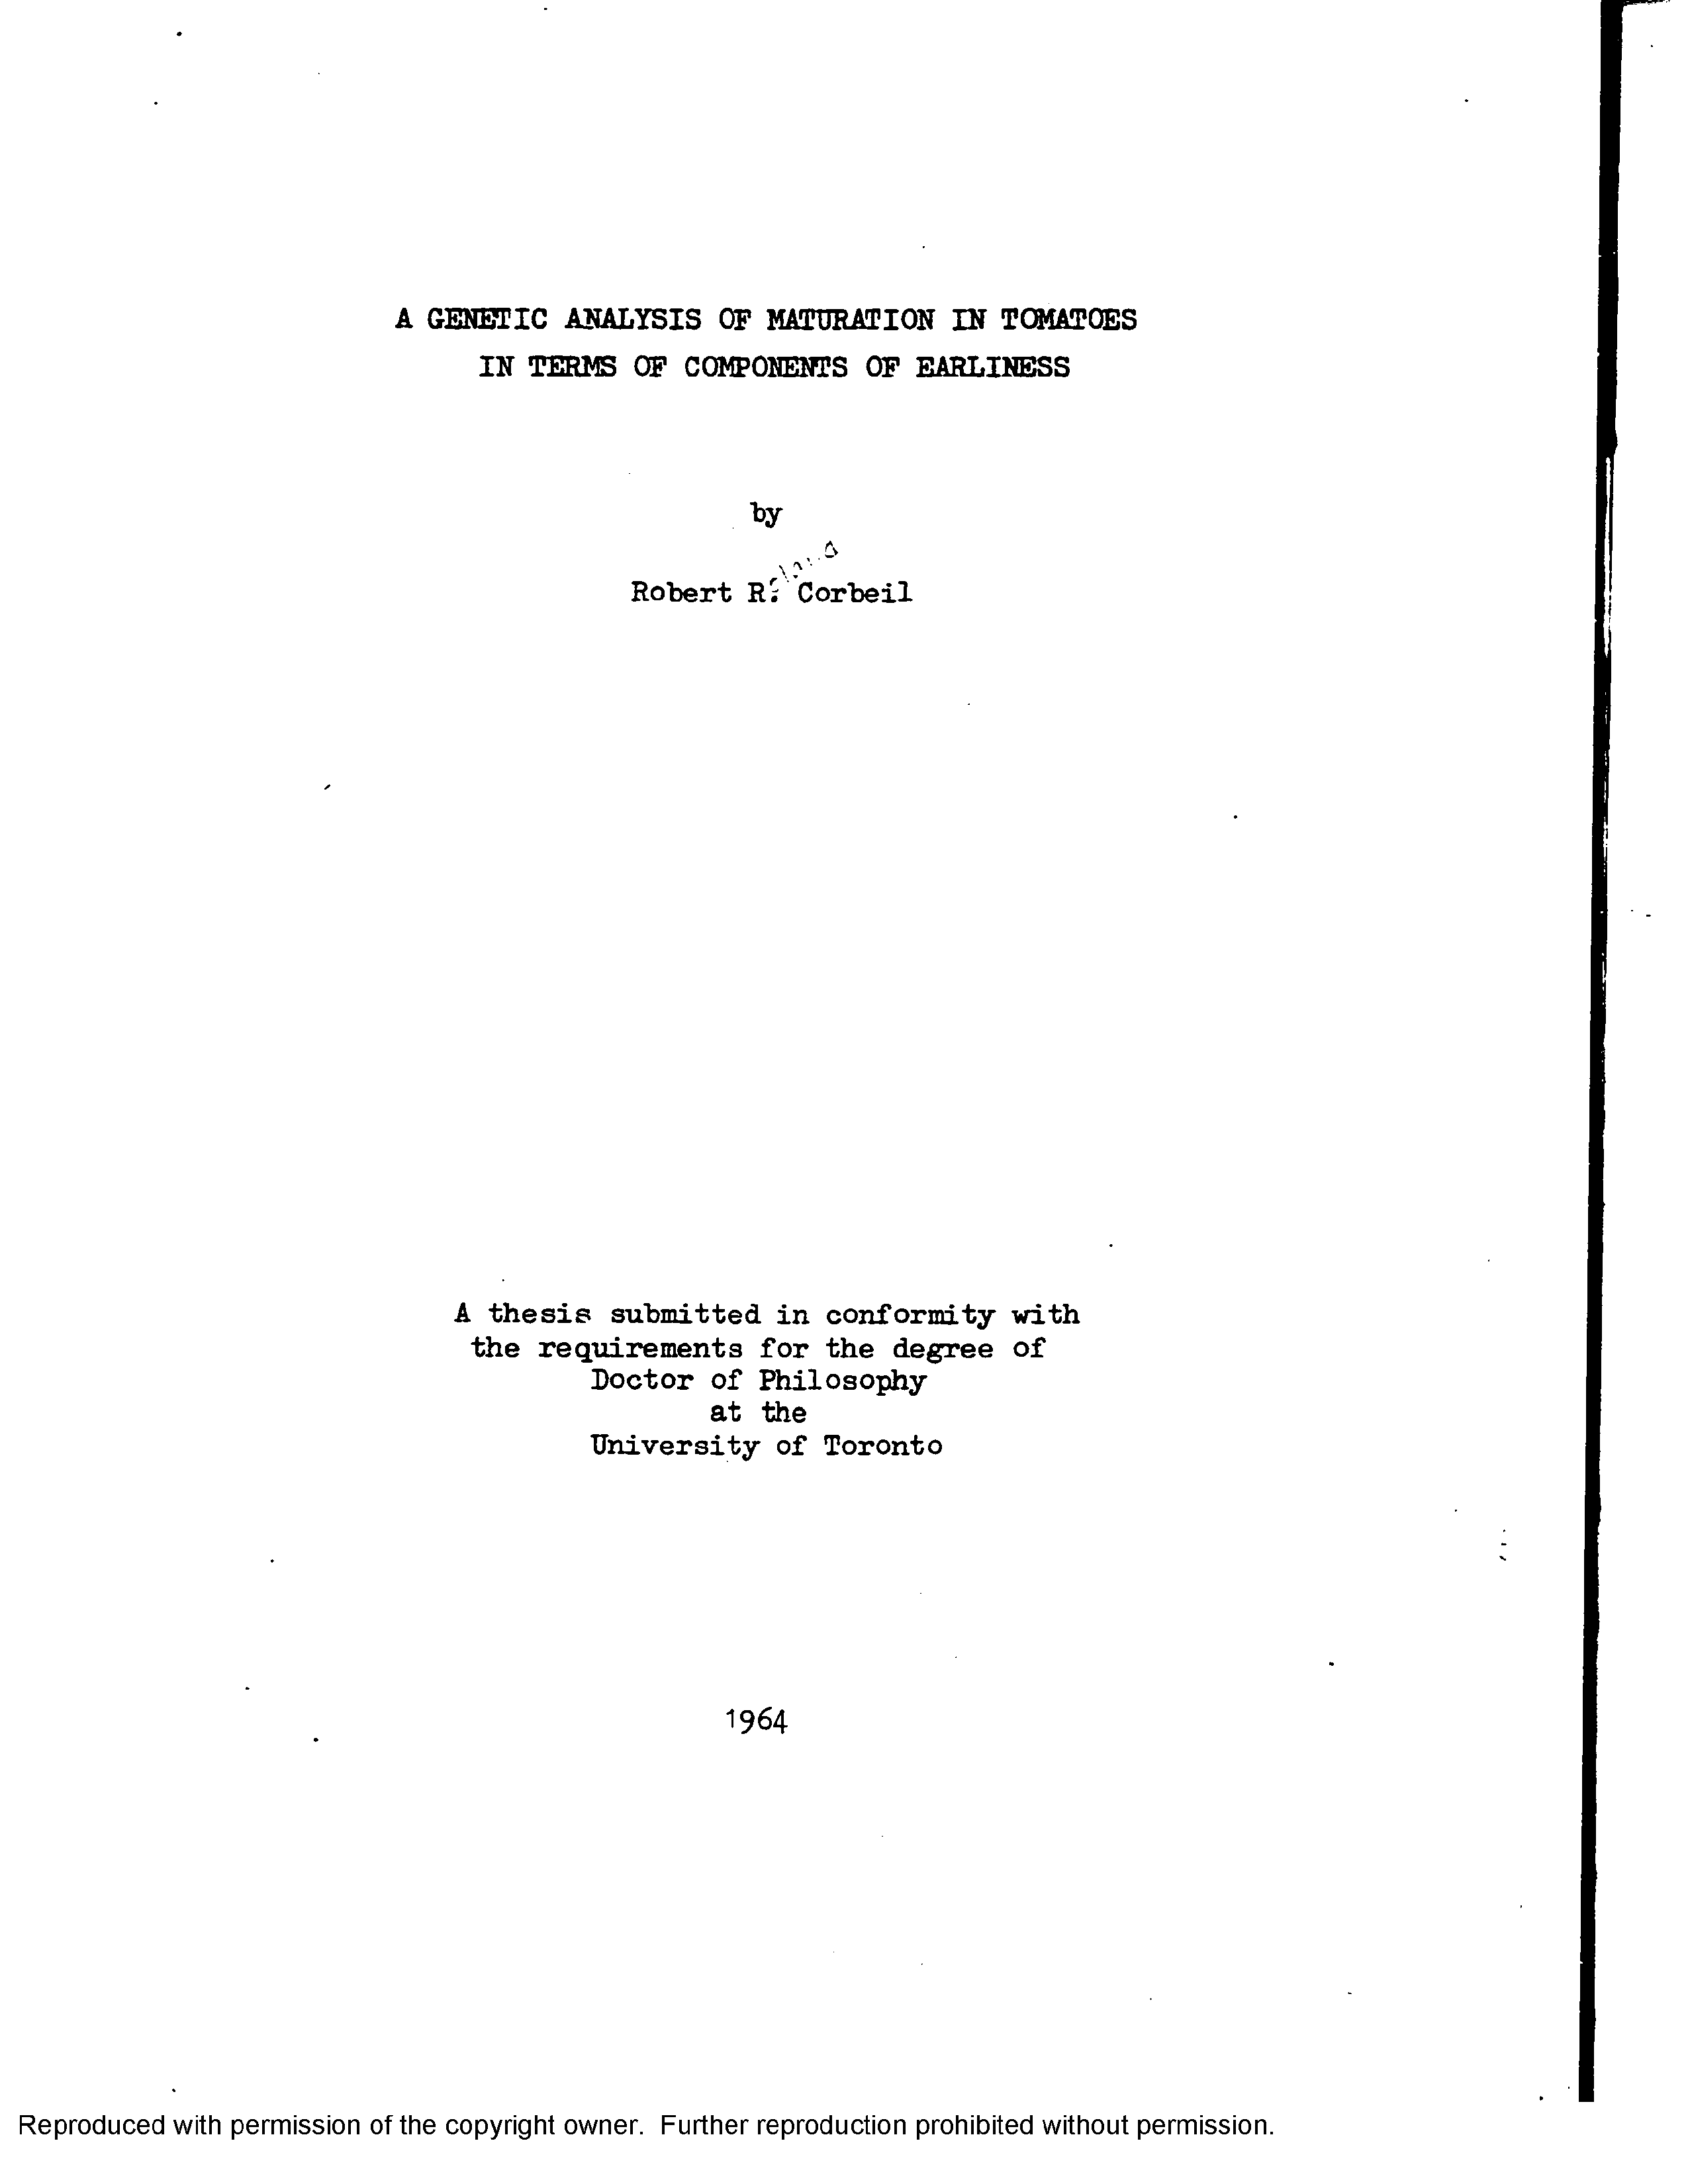 A GENETIC ANALYSIS OF MATURATION IN TOMATOES
IN TERMS OF COMPONENTS OF EARLINESS
by
Robert R. Corbeil
A thesis submitted in conformity with
the requirements for the degree of
Doctor of Philosophy
at the
University of Toronto
1964
Reproduced with permission of the copyright owner. Further reproduction prohibited without permission.